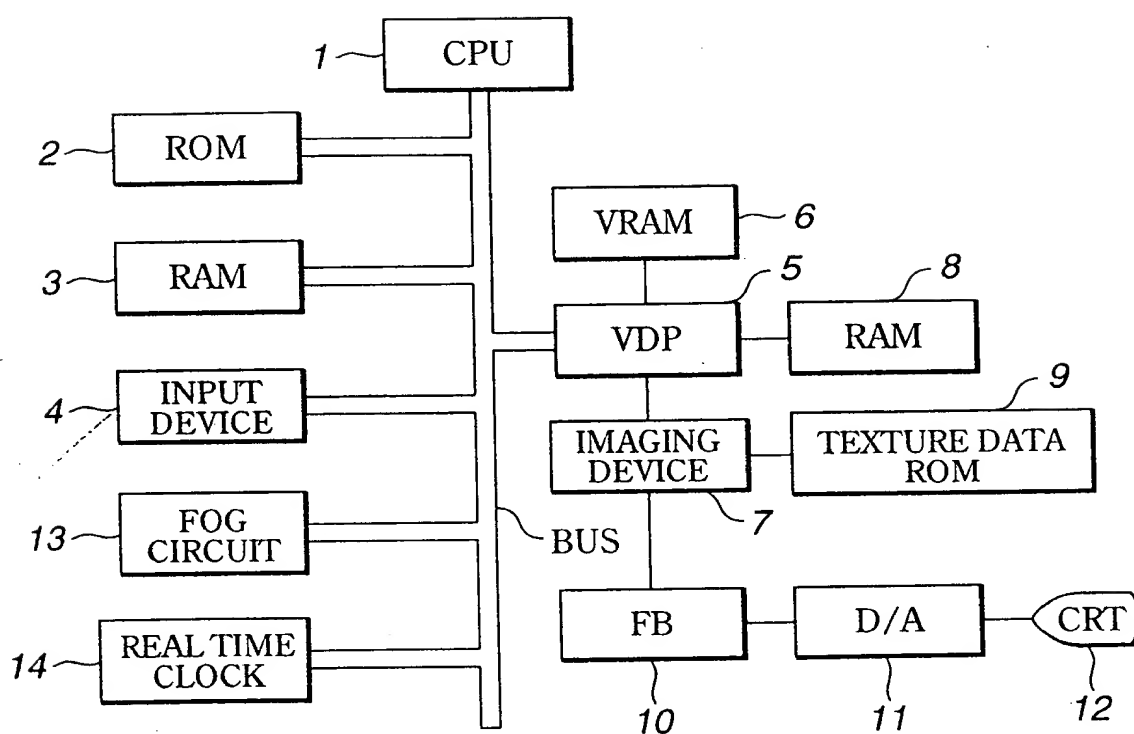 1
CPU
2
ROM
VRAM
6
3
RAM
5
8
VDP
RAM
4
INPUT
DEVICE
9
IMAGING
DEVICE
TEXTURE DATA
ROM
7
13
FOG
CIRCUIT
BUS
FB
D/A
CRT
14
REAL TIME
CLOCK
10
11
12